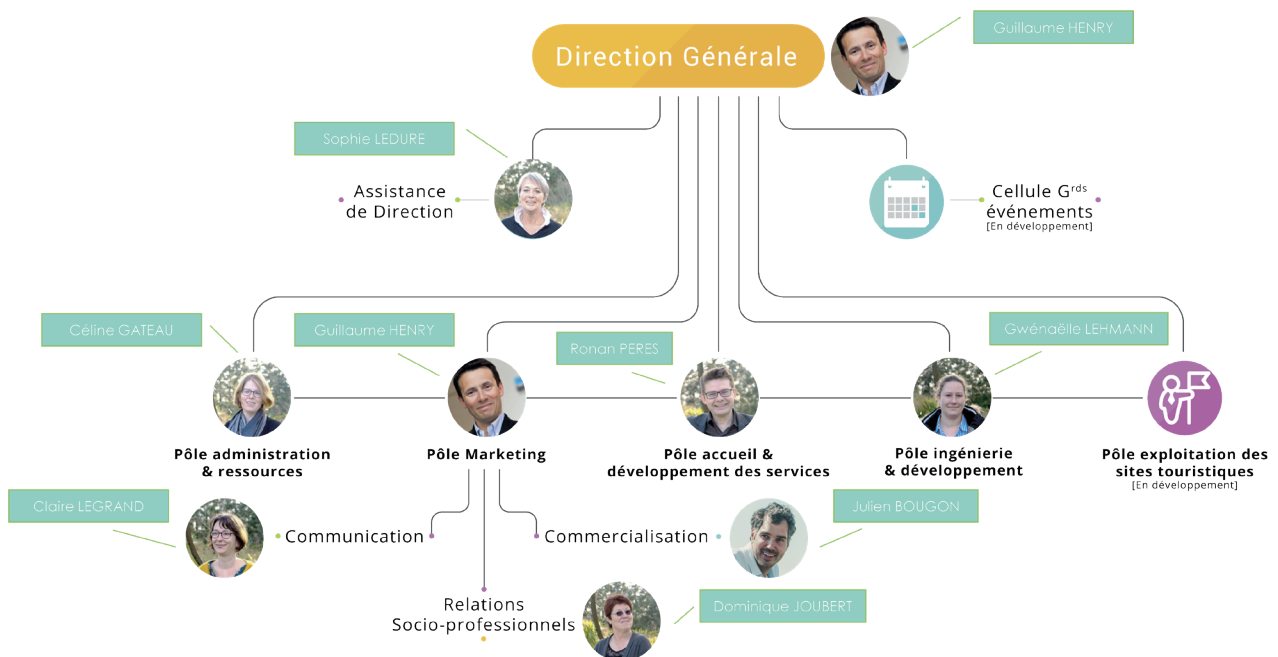 Direction Générale
Guillaume HENRY
Sophie LEDURE
Assistance
de Direction
Cellule Grds
événements
[En développement]
Céline GATEAU
Guillaume HENRY
Ronan PERES
Gwénaëlle LEHMANN
Pôle administration
& ressources
Pôle Marketing
Pôle accueil &
développement des services
Pôle ingénierie
& développement
Pôle exploitation des
sites touristiques
[En développement]
Claire LEGRAND
Communication
Commercialisation
Julien BOUGON
Relations
Socio-professionnels
Dominique JOUBERT